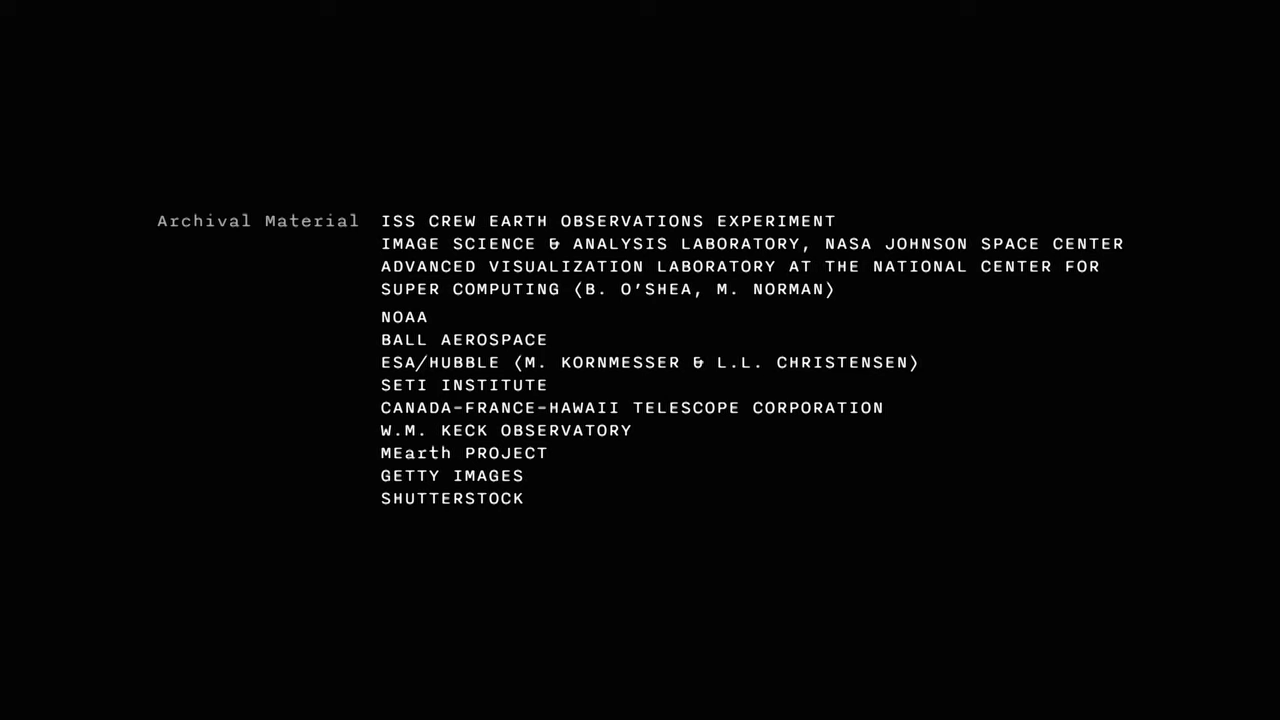 Archival Material ISS CREW EARTH OBSERVATIONS EXPERIMENT
IMAGE SCIENCE & ANALYSIS LABORATORY, NASA JOHNSON SPACE CENTER
ADVANCED VISUALIZATION LABORATORY AT THE NATIONAL CENTER FOR
SUPER COMPUTING (B. O'SHEA, M. NORMAN)
NOAA
BALL AEROSPACE
ESA/HUBBLE (M. KORNMESSER & L.L. CHRISTENSEN)
SETI INSTITUTE
CANADA-FRANCE-HAWAII TELESCOPE CORPORATION
W.M. KECK OBSERVATORY
MEarth PROJECT
GETTY IMAGES
SHUTTERSTOCK